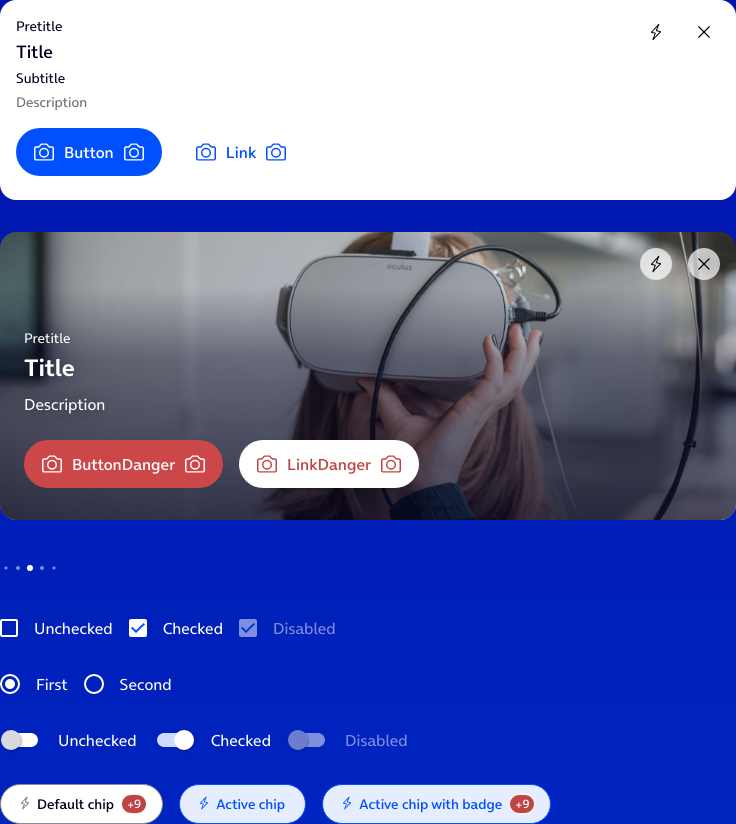 Pretitle
Title
Subtitle
Description
Button Link
oculus
Pretitle
Title
Description
ButtonDanger LinkDanger
Unchecked Checked Disabled
First Second
Unchecked Checked Disabled
Default chip +9 Active chip Active chip with badge +9